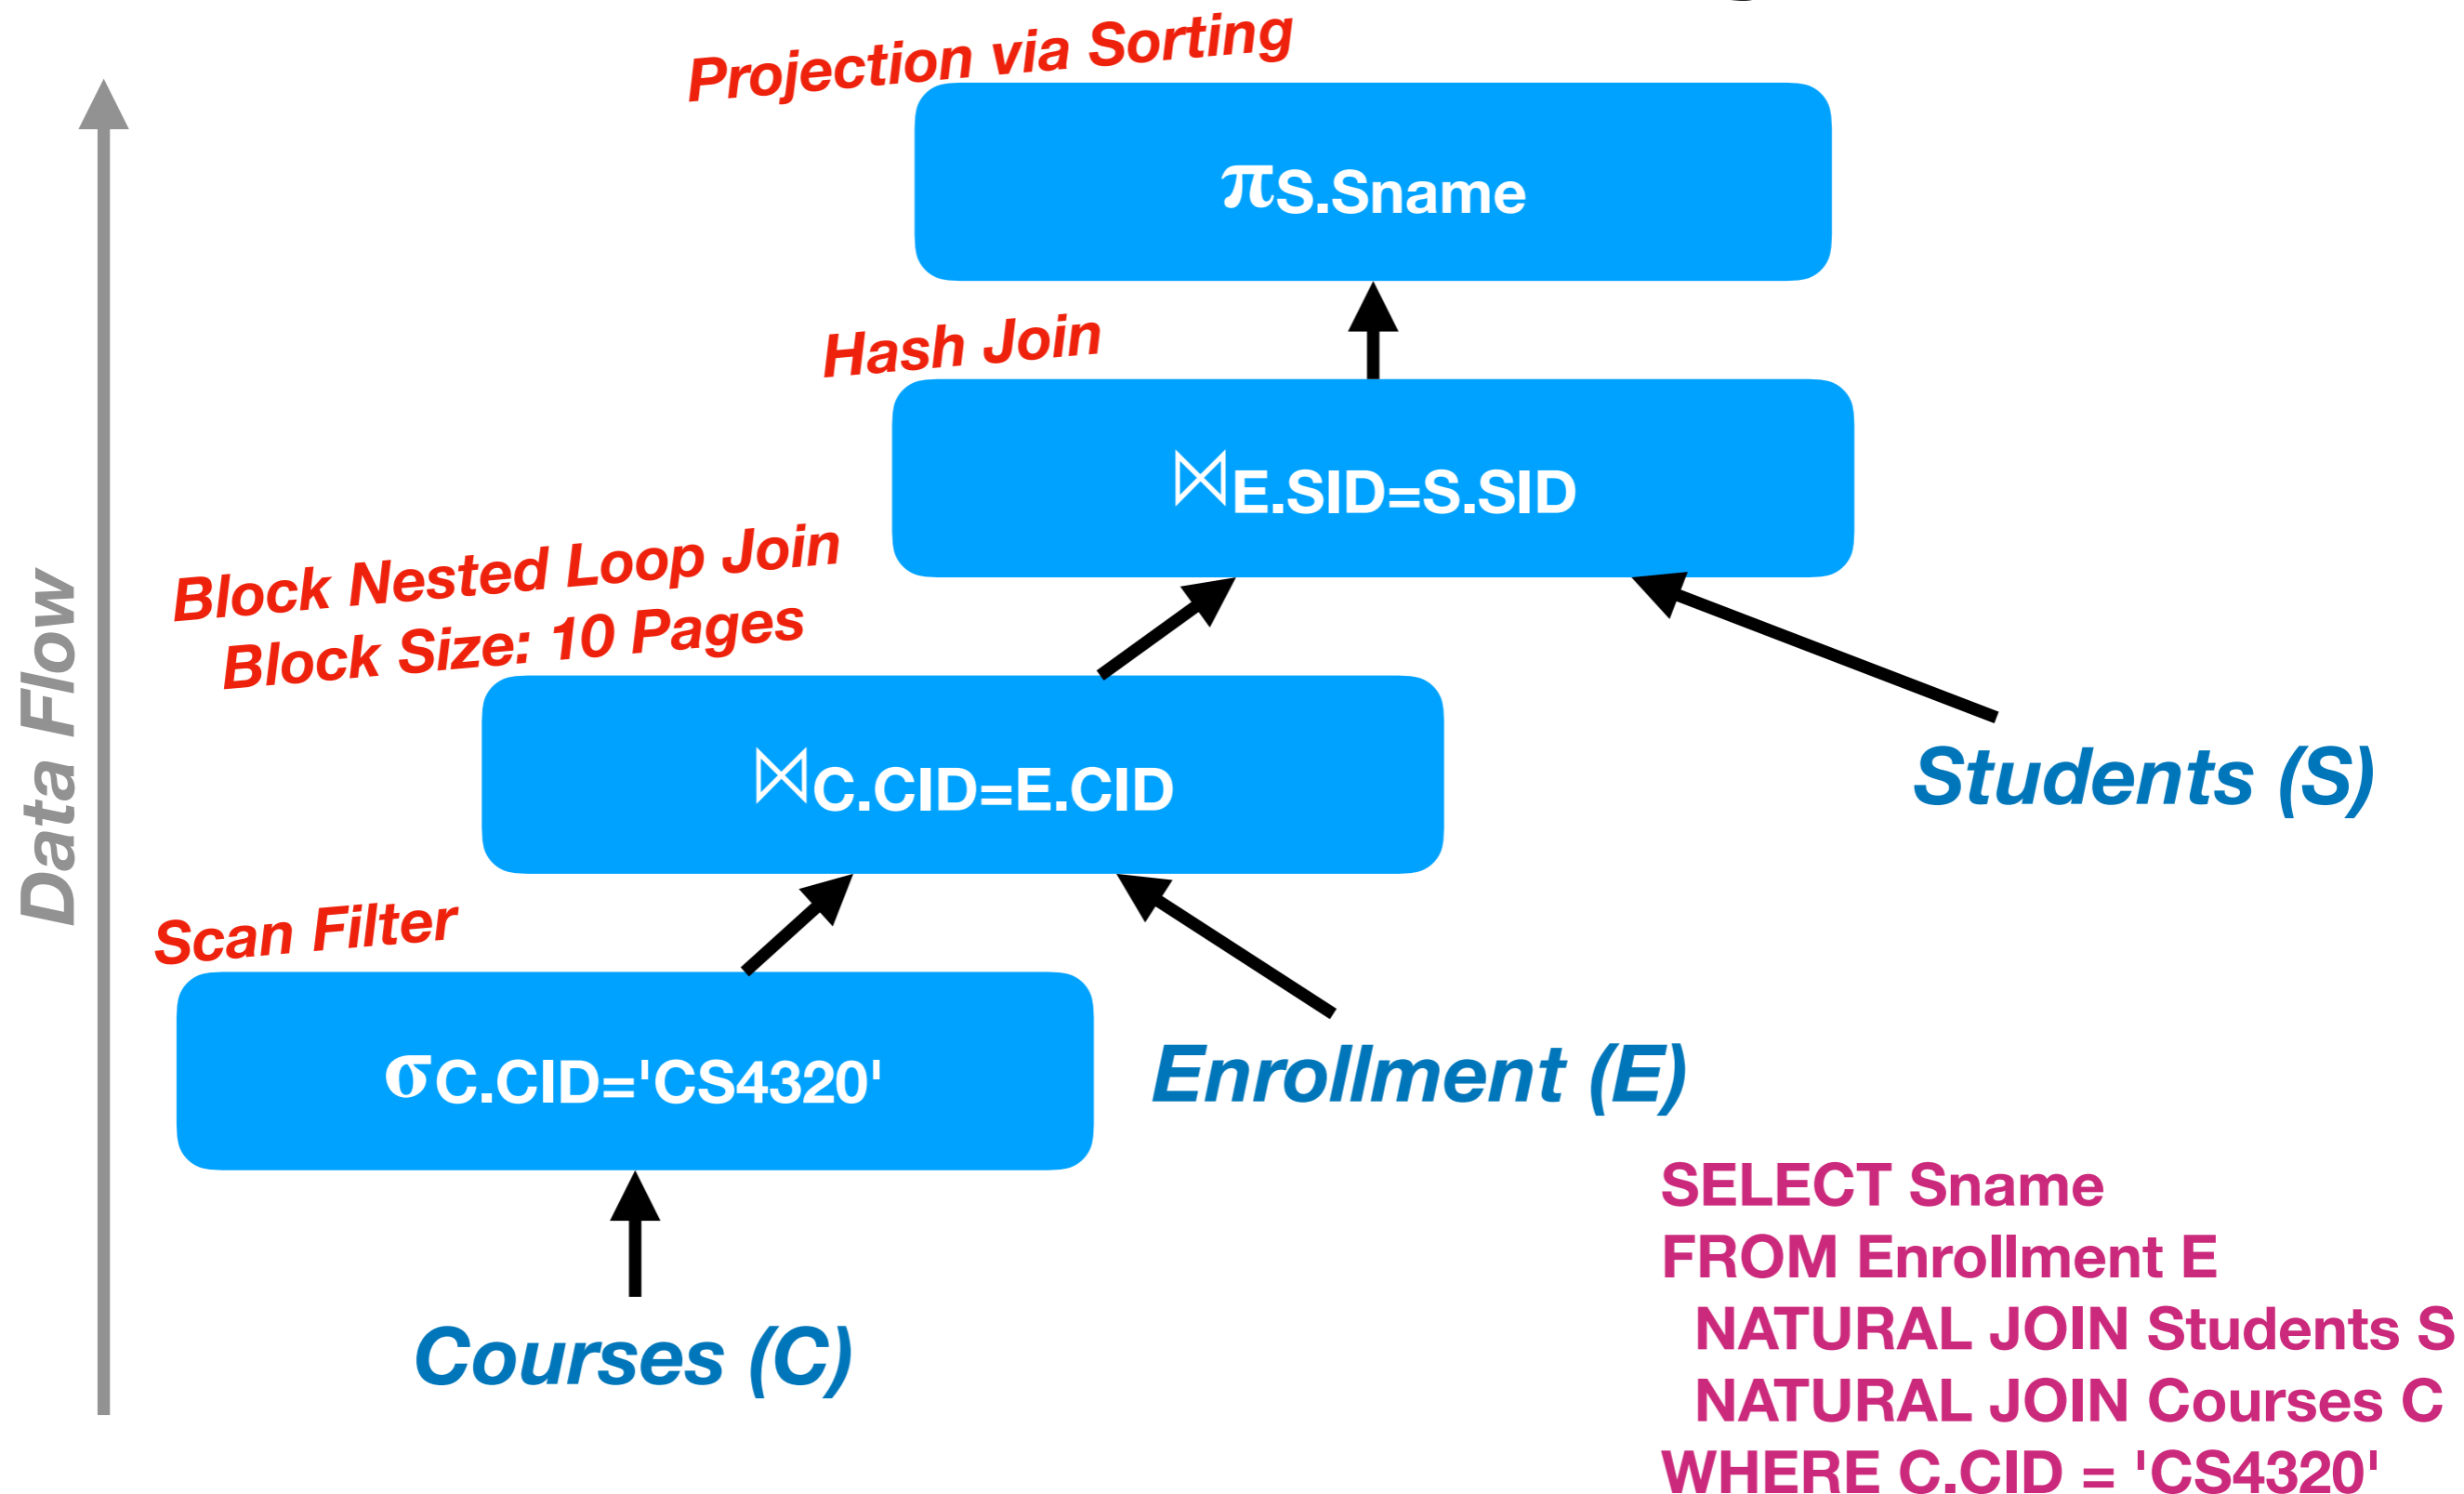 Projection via Sorting
πS.Sname
Hash Join
⋈E.SID=S.SID
Block Nested Loop Join
Block Size: 10 Pages
⋈C.CID=E.CID
Students (S)
Data Flow
Scan Filter
σC.CID='CS4320'
Enrollment (E)
Courses (C)
SELECT Sname
FROM Enrollment E
NATURAL JOIN Students S
NATURAL JOIN Courses C
WHERE C.CID = 'CS4320'